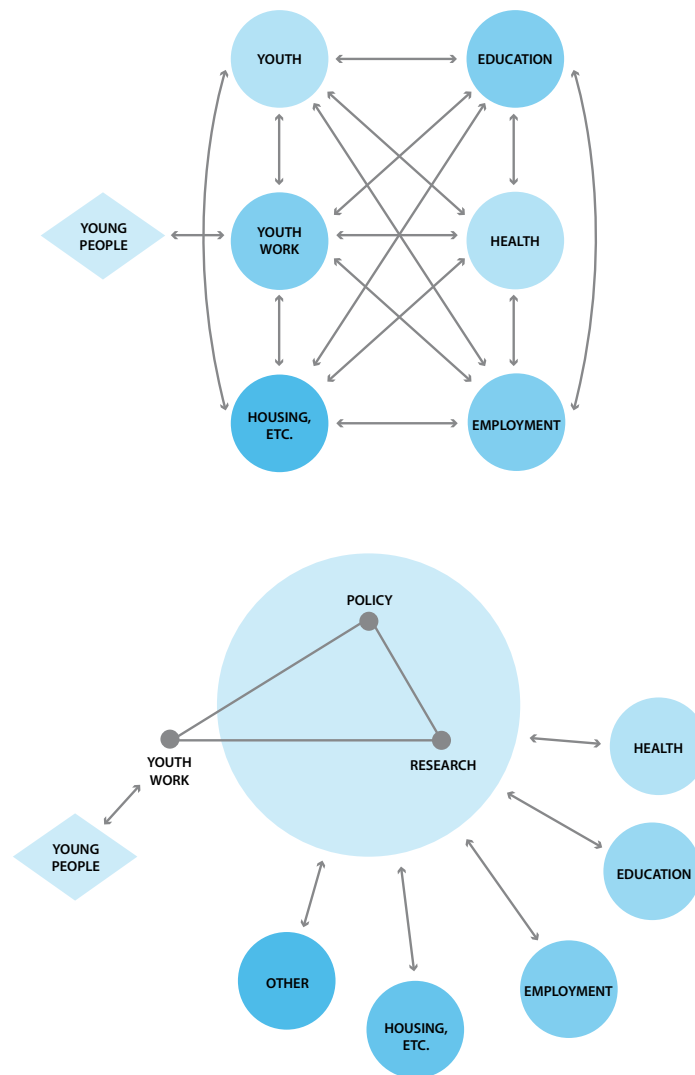 YOUTH
EDUCATION
YOUNG
PEOPLE
YOUTH
WORK
HEALTH
HOUSING,
ETC.
EMPLOYMENT
POLICY
YOUTH
WORK
RESEARCH
HEALTH
YOUNG
PEOPLE
EDUCATION
OTHER
EMPLOYMENT
HOUSING,
ETC.